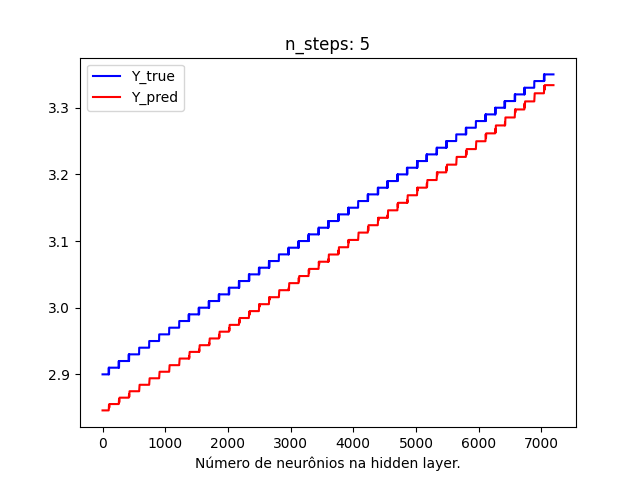 n_steps: 5
Y_true
Y_pred
3.3
3.2
3.1
3.0
2.9
0 1000 2000 3000 4000 5000 6000 7000
Número de neurônios na hidden layer.